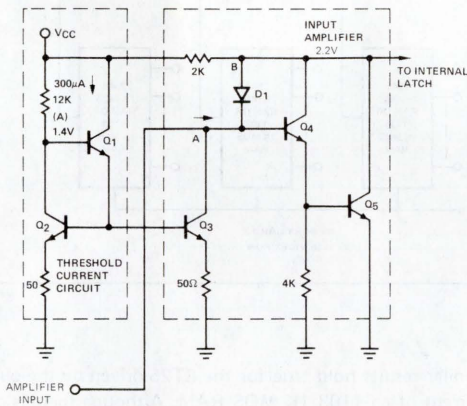 INPUT
AMPLIFIER
2.2V
VCC
2K
B
TO INTERNAL
LATCH
300μA
12K
(A)
1.4V
D1
Q1
A
Q4
Q5
Q2
Q3
THRESHOLD
CURRENT
CIRCUIT
50
50Ω
4K
AMPLIFIER
INPUT